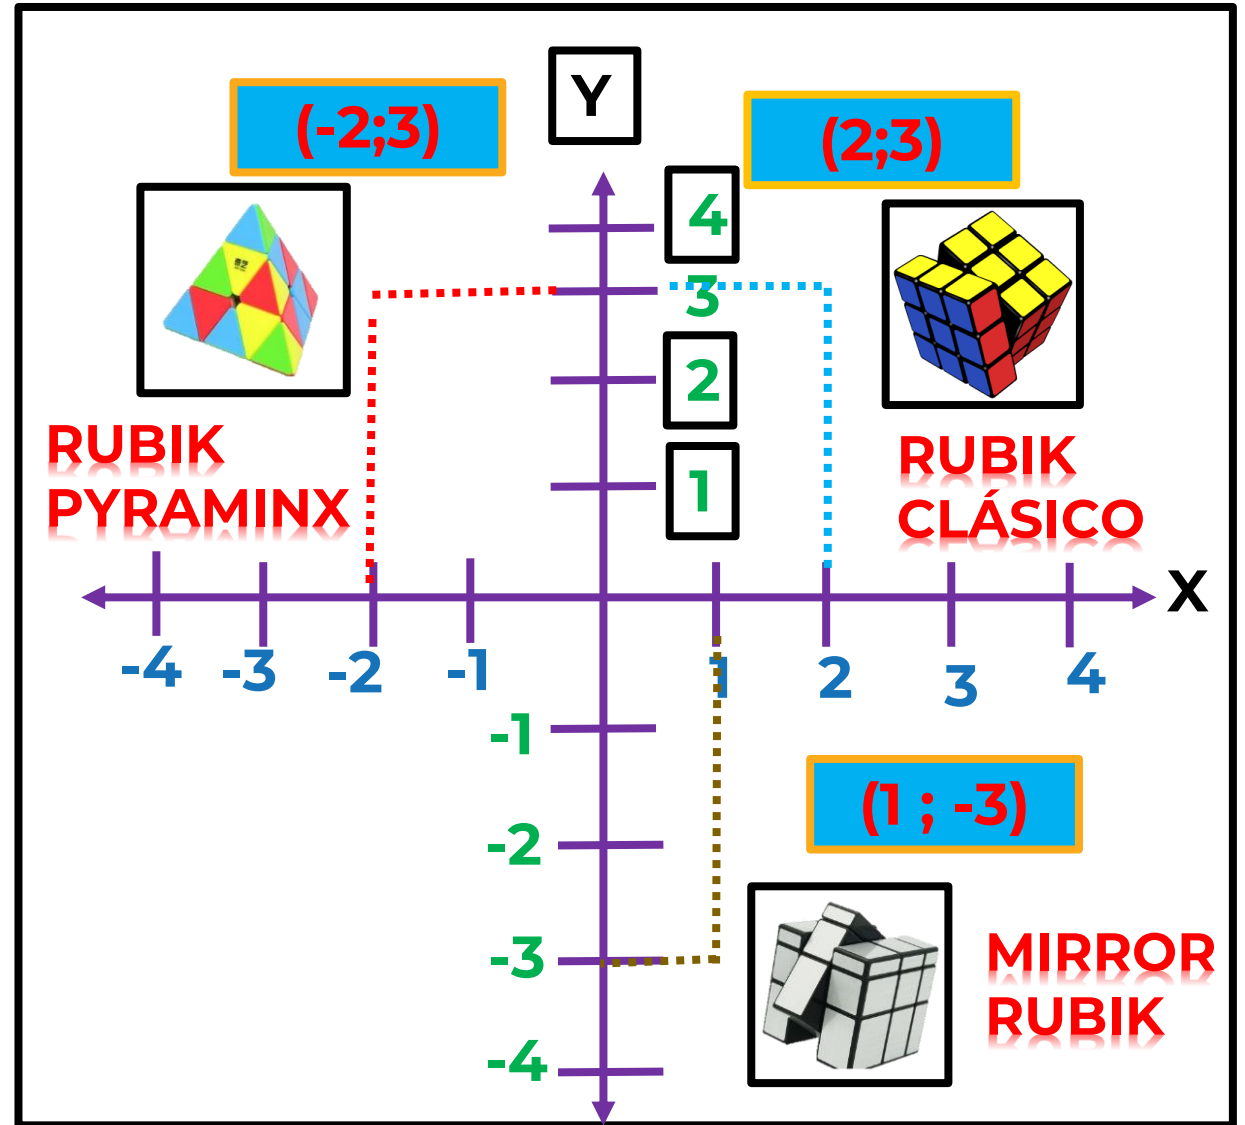 Y
(-2;3)
(2;3)
4
3
2
1
RUBIK
PYRAMINX
RUBIK
CLÁSICO
X
-4 -3 -2 -1 1 2 3 4
-1
(1 ; -3)
-2
-3
MIRROR
RUBIK
-4